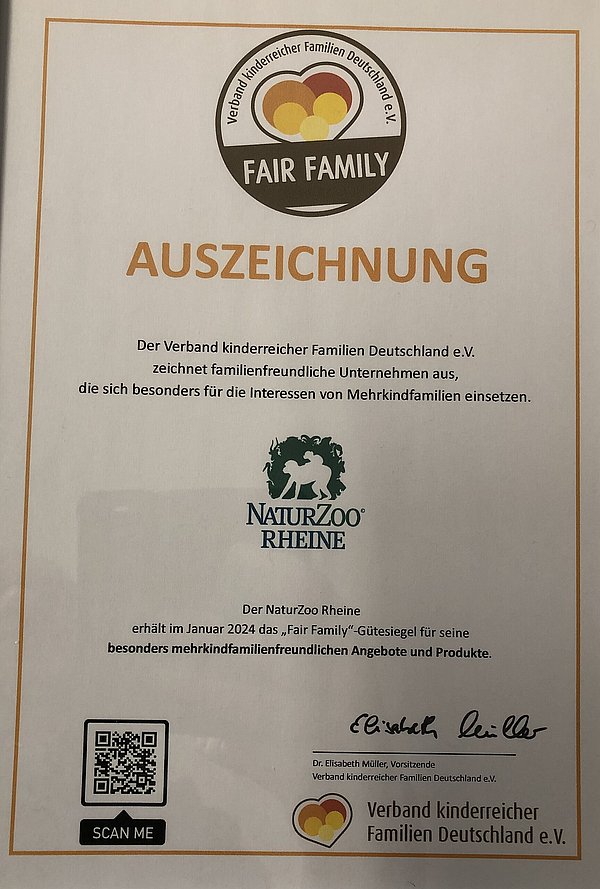 Verband kinderreicher Familien Deutschland e.V.
FAIR FAMILY
AUSZEICHNUNG
Der Verband kinderreicher Familien Deutschland e.V.
zeichnet familienfreundliche Unternehmen aus,
die sich besonders für die Interessen von Mehrkindfamilien einsetzen.
NATURZOO®
RHEINE
Der NaturZoo Rheine
erhält im Januar 2024 das „Fair Family“-Gütesiegel für seine
besonders mehrkindfamilienfreundlichen Angebote und Produkte.
Elisabeth Müller
Dr. Elisabeth Müller, Vorsitzende
Verband kinderreicher Familien Deutschland e.V.
SCAN ME
Verband kinderreicher
Familien Deutschland e.V.